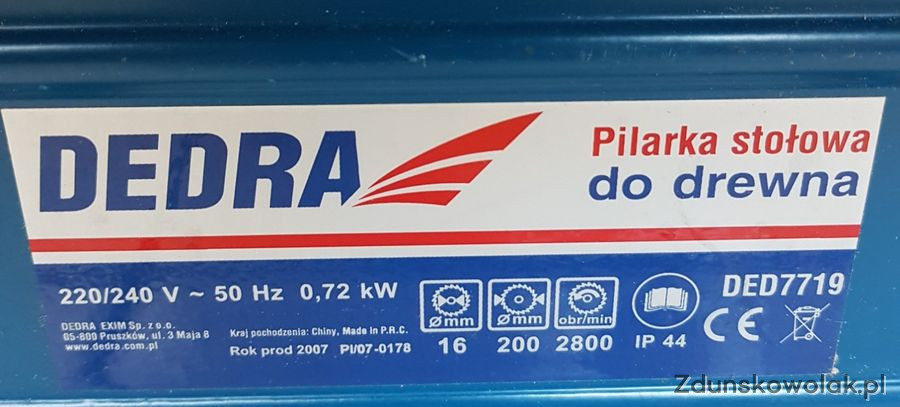 DEDRA
Pilarka stołowa
do drewna
220/240 V ~ 50 Hz 0,72 kW
DEDRA EXIM Sp. z o.o.
05-800 Pruszków, ul. 3 Maja 8
www.dedra.com.pl
Kraj pochodzenia: Chiny, Made in P.R.C.
Rok prod 2007 PI/07-0178
Ø mm
16
Ø mm
200
obr/min
2800
IP 44
DED7719
CE
Zdunskowolak.pl